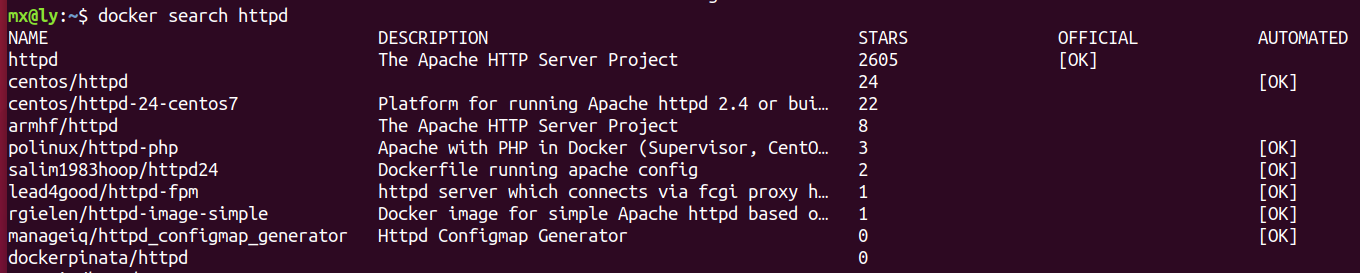 mx@ly:~$ docker search httpd
NAME DESCRIPTION STARS OFFICIAL AUTOMATED
httpd The Apache HTTP Server Project 2605 [OK]
centos/httpd 24 [OK]
centos/httpd-24-centos7 Platform for running Apache httpd 2.4 or bui… 22
armhf/httpd The Apache HTTP Server Project 8
polinux/httpd-php Apache with PHP in Docker (Supervisor, CentO… 3 [OK]
salim1983hoop/httpd24 Dockerfile running apache config 2 [OK]
lead4good/httpd-fpm httpd server which connects via fcgi proxy h… 1 [OK]
rgielen/httpd-image-simple Docker image for simple Apache httpd based o… 1 [OK]
manageiq/httpd_configmap_generator Httpd Configmap Generator 0 [OK]
dockerpinata/httpd 0